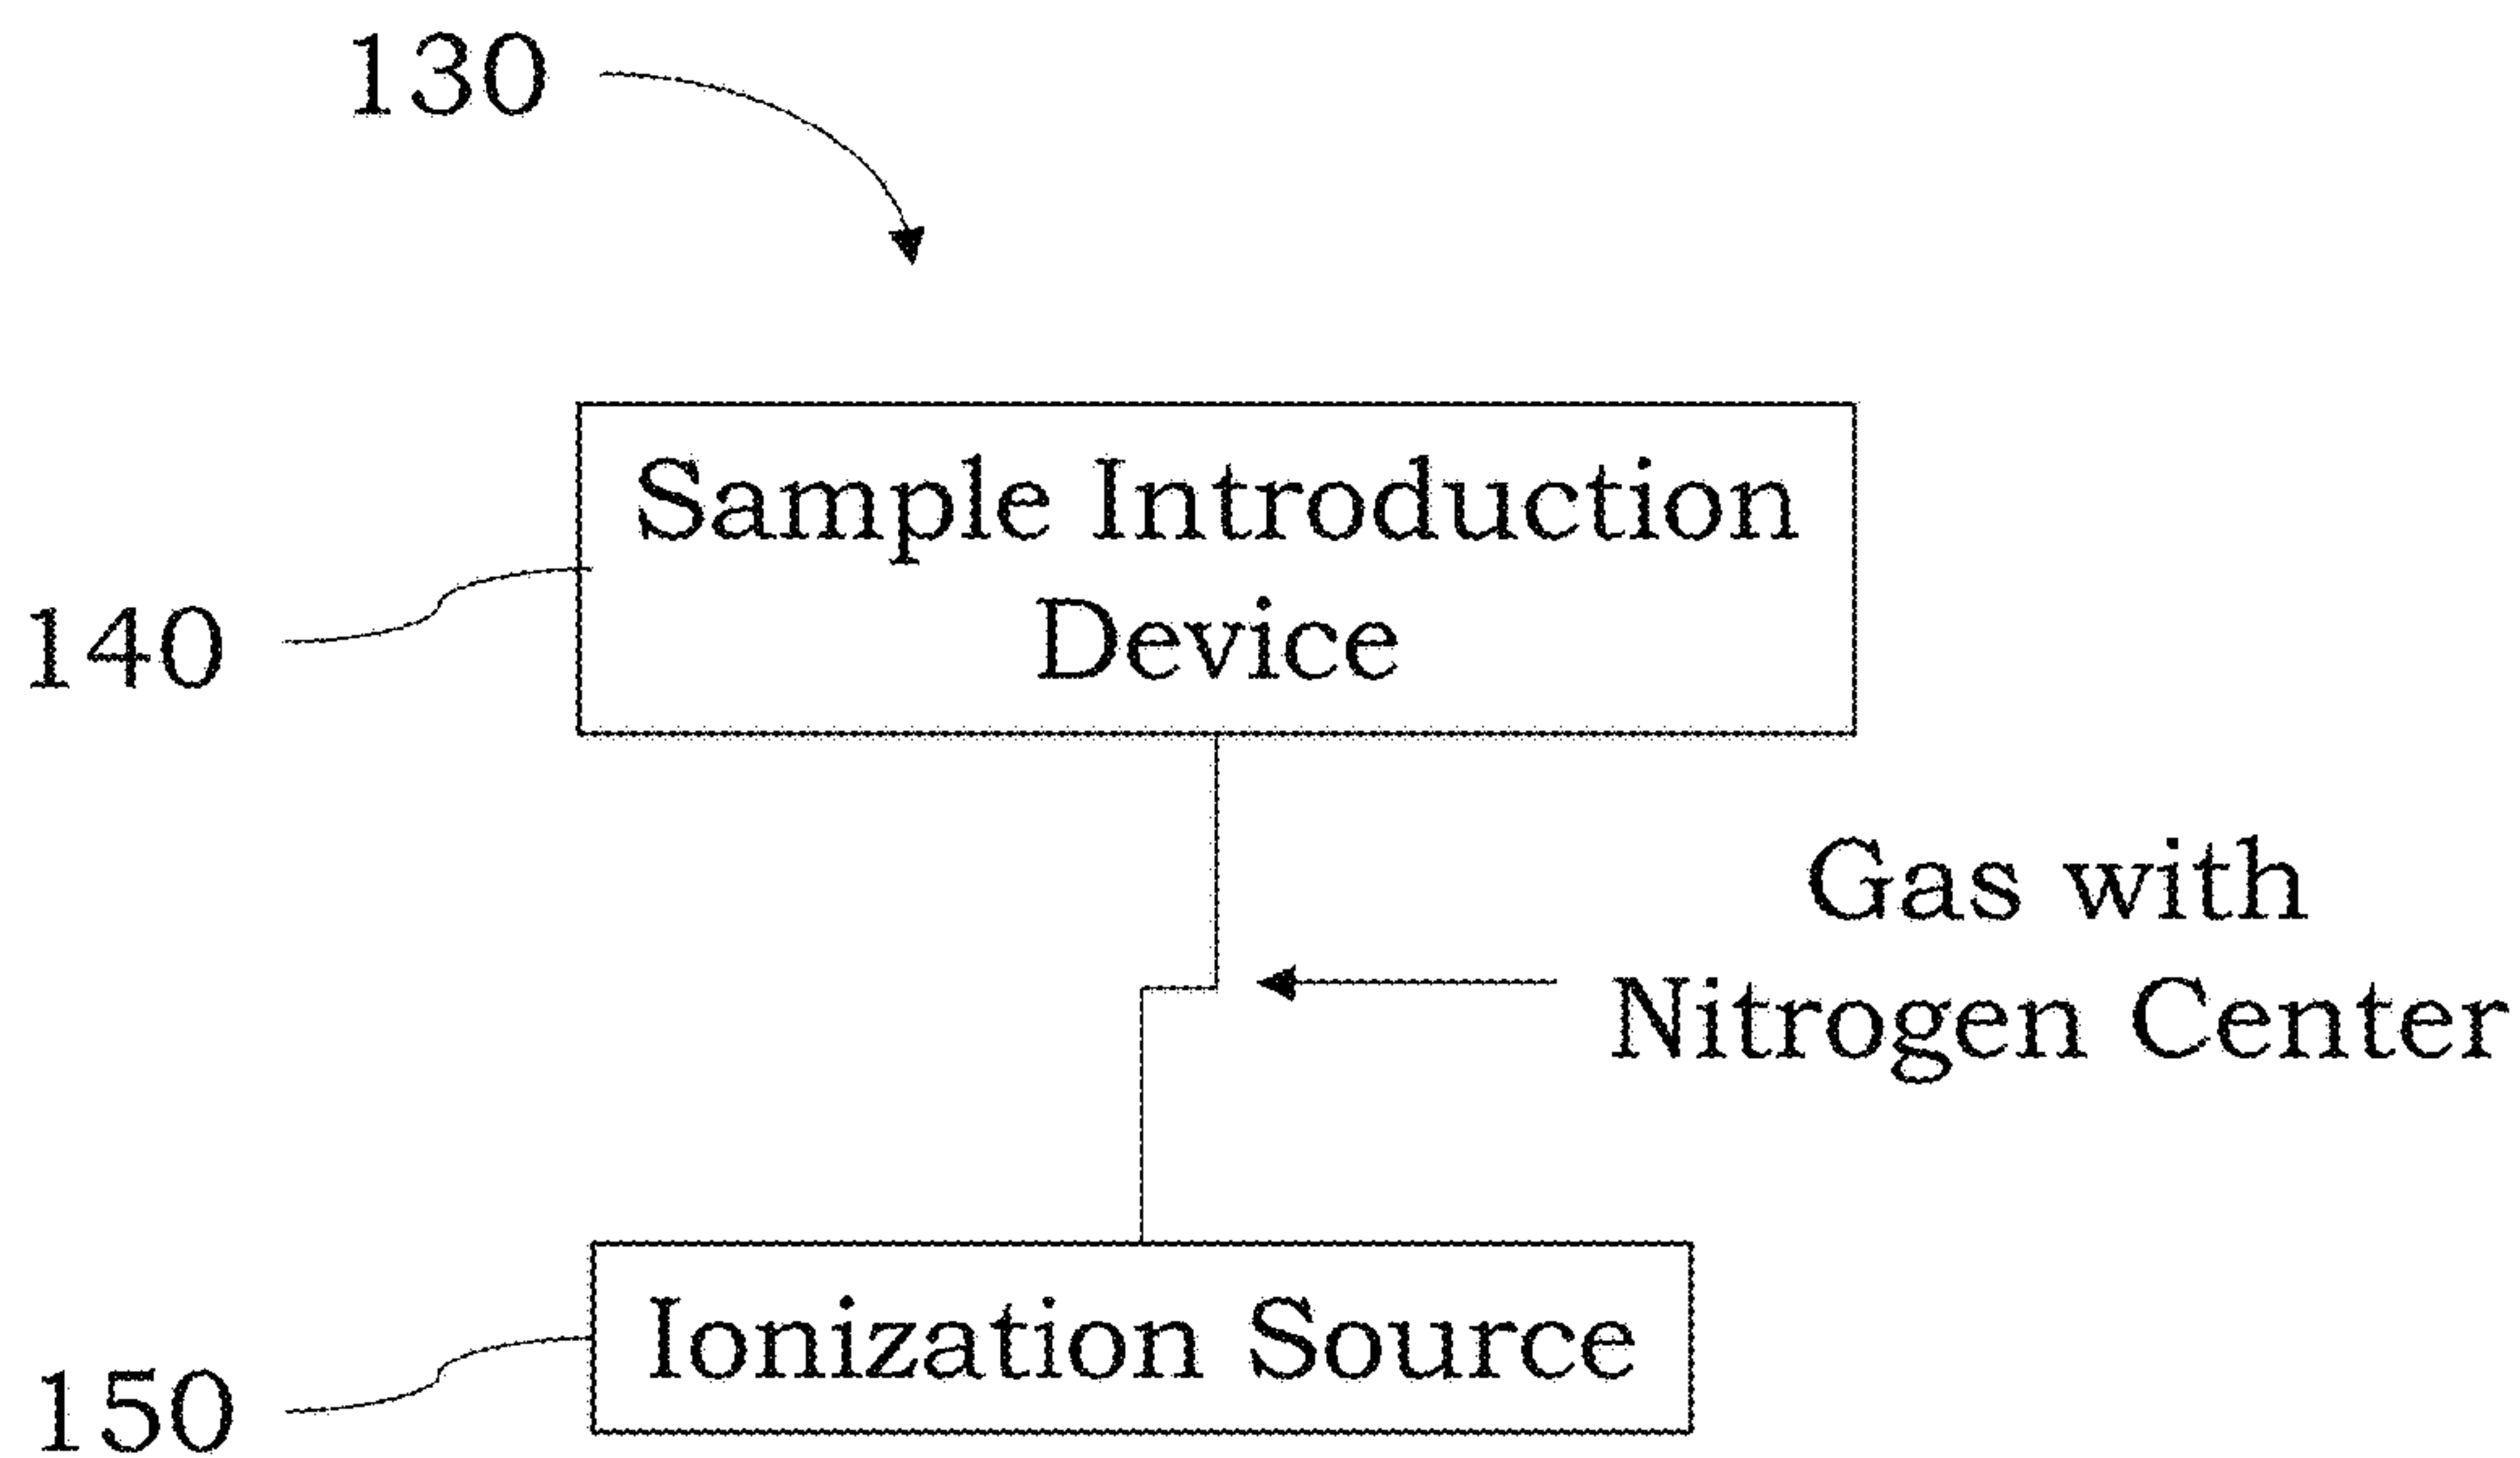 130
Sample Introduction
Device
140
Gas with
Nitrogen Center
Ionization Source
150